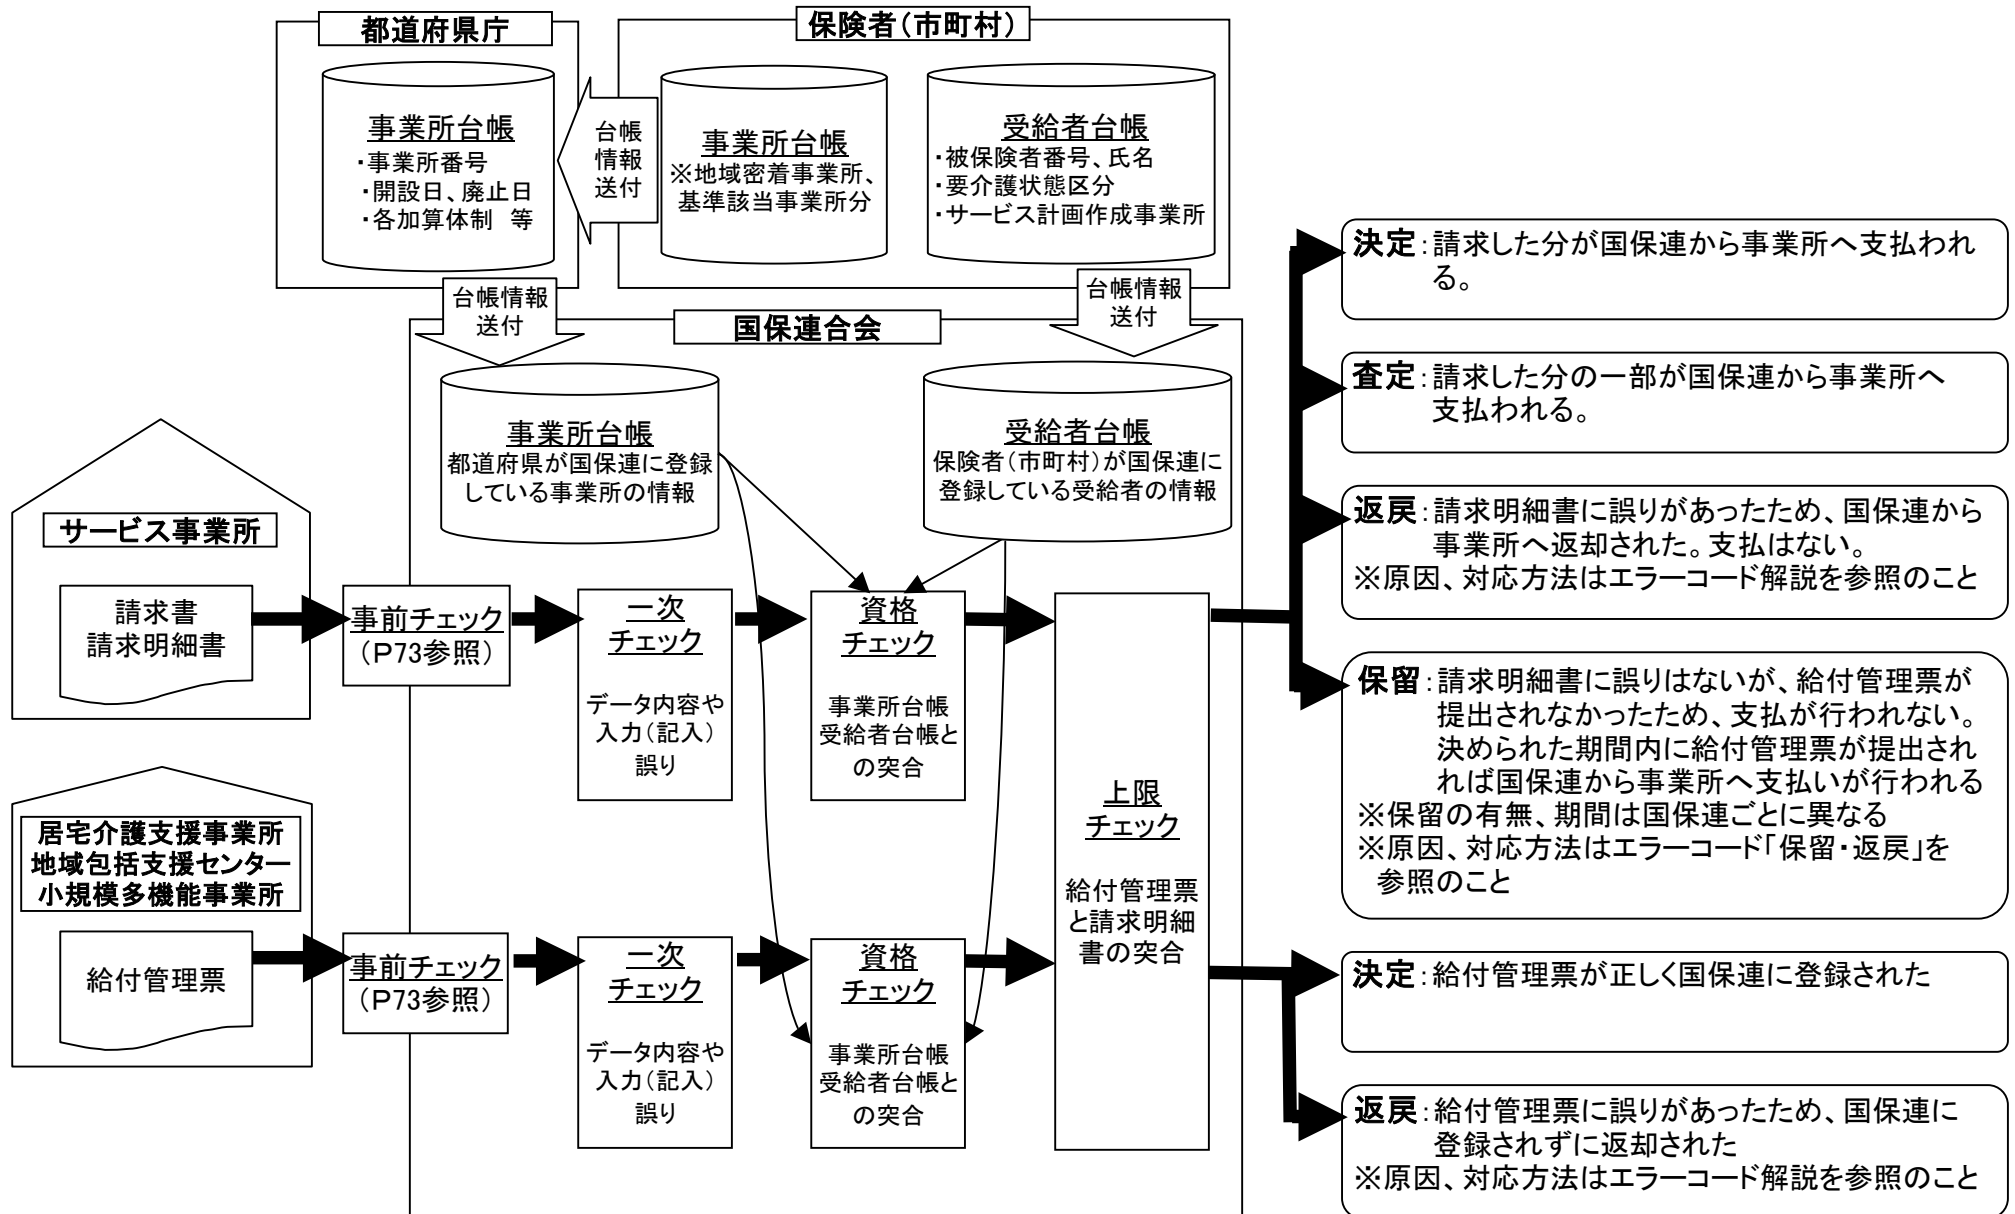 都道府県庁
事業所台帳
・事業所番号
・開設日、廃止日
・各加算体制　等
台帳
情報
送付
保険者（市町村）
事業所台帳
※地域密着事業所、
基準該当事業所分
受給者台帳
・被保険者番号、氏名
・要介護状態区分
・サービス計画作成事業所
台帳情報
送付
台帳情報
送付
国保連合会
事業所台帳
都道府県が国保連に登録
している事業所の情報
受給者台帳
保険者（市町村）が国保連に
登録している受給者の情報
サービス事業所
請求書
請求明細書
事前チェック
（P73参照）
一次
チェック
データ内容や
入力（記入）
誤り
資格
チェック
事業所台帳
受給者台帳と
の突合
居宅介護支援事業所
地域包括支援センター
小規模多機能事業所
給付管理票
事前チェック
（P73参照）
一次
チェック
データ内容や
入力（記入）
誤り
資格
チェック
事業所台帳
受給者台帳と
の突合
上限
チェック
給付管理票
と請求明細
書の突合
決定：請求した分が国保連から事業所へ支払われ
る。
査定：請求した分の一部が国保連から事業所へ
支払われる。
返戻：請求明細書に誤りがあったため、国保連から
事業所へ返却された。支払はない。
※原因、対応方法はエラーコード解説を参照のこと
保留：請求明細書に誤りはないが、給付管理票が
提出されなかったため、支払が行われない。
決められた期間内に給付管理票が提出され
れば国保連から事業所へ支払いが行われる
※保留の有無、期間は国保連ごとに異なる
※原因、対応方法はエラーコード「保留・返戻」を
参照のこと
決定：給付管理票が正しく国保連に登録された
返戻：給付管理票に誤りがあったため、国保連に
登録されずに返却された
※原因、対応方法はエラーコード解説を参照のこと